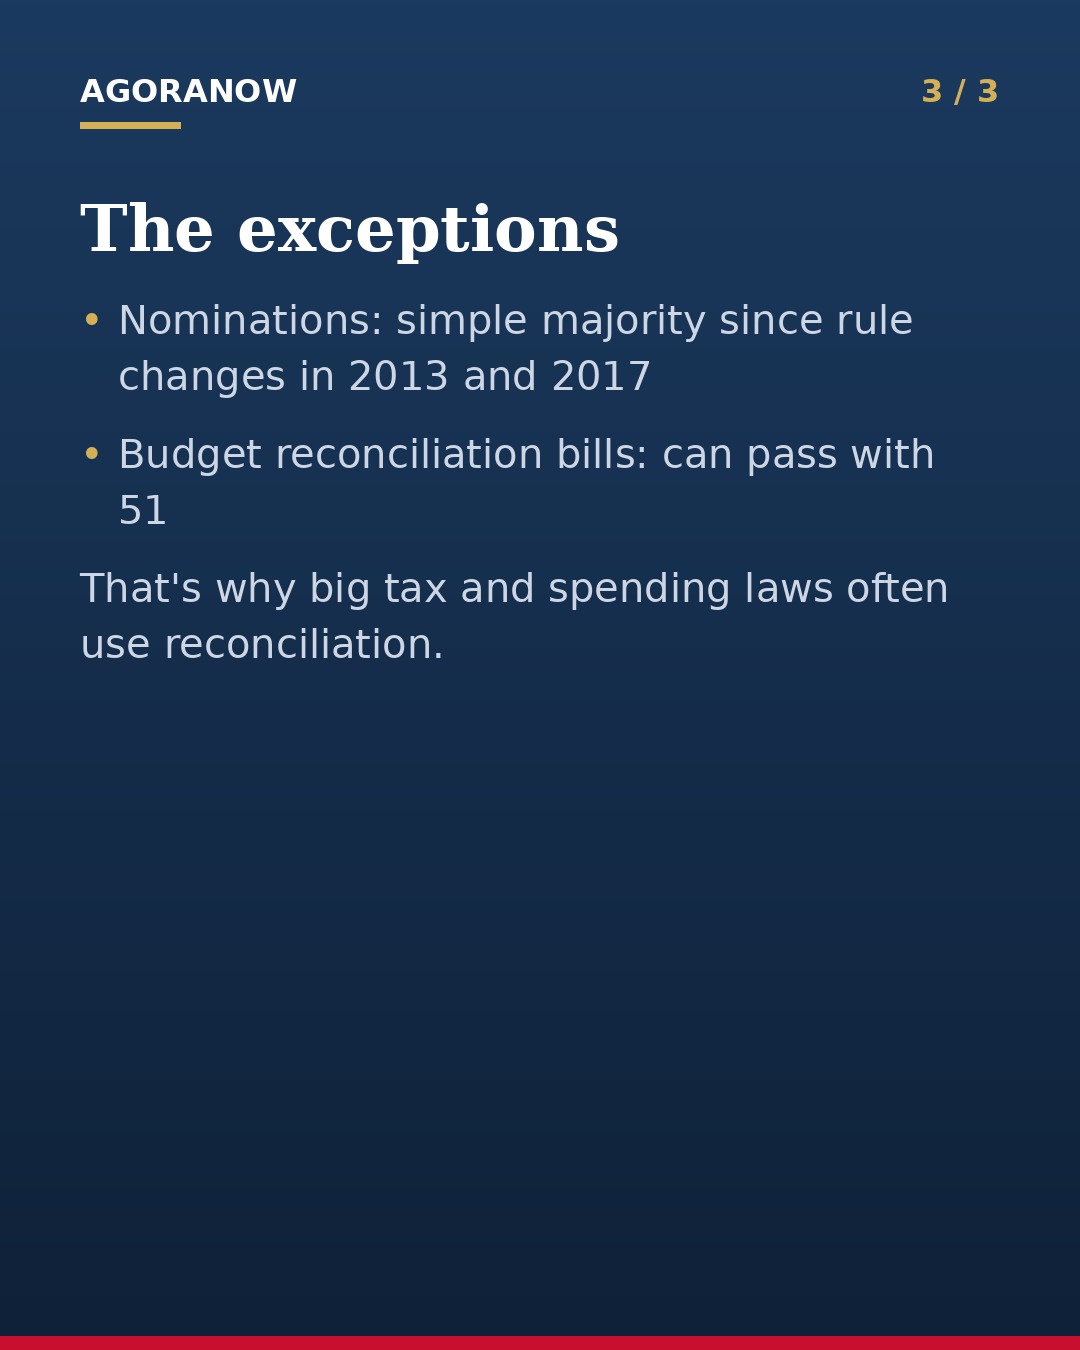 AGORANOW
3 / 3
The exceptions
• Nominations: simple majority since rule
changes in 2013 and 2017
• Budget reconciliation bills: can pass with
51
That's why big tax and spending laws often
use reconciliation.